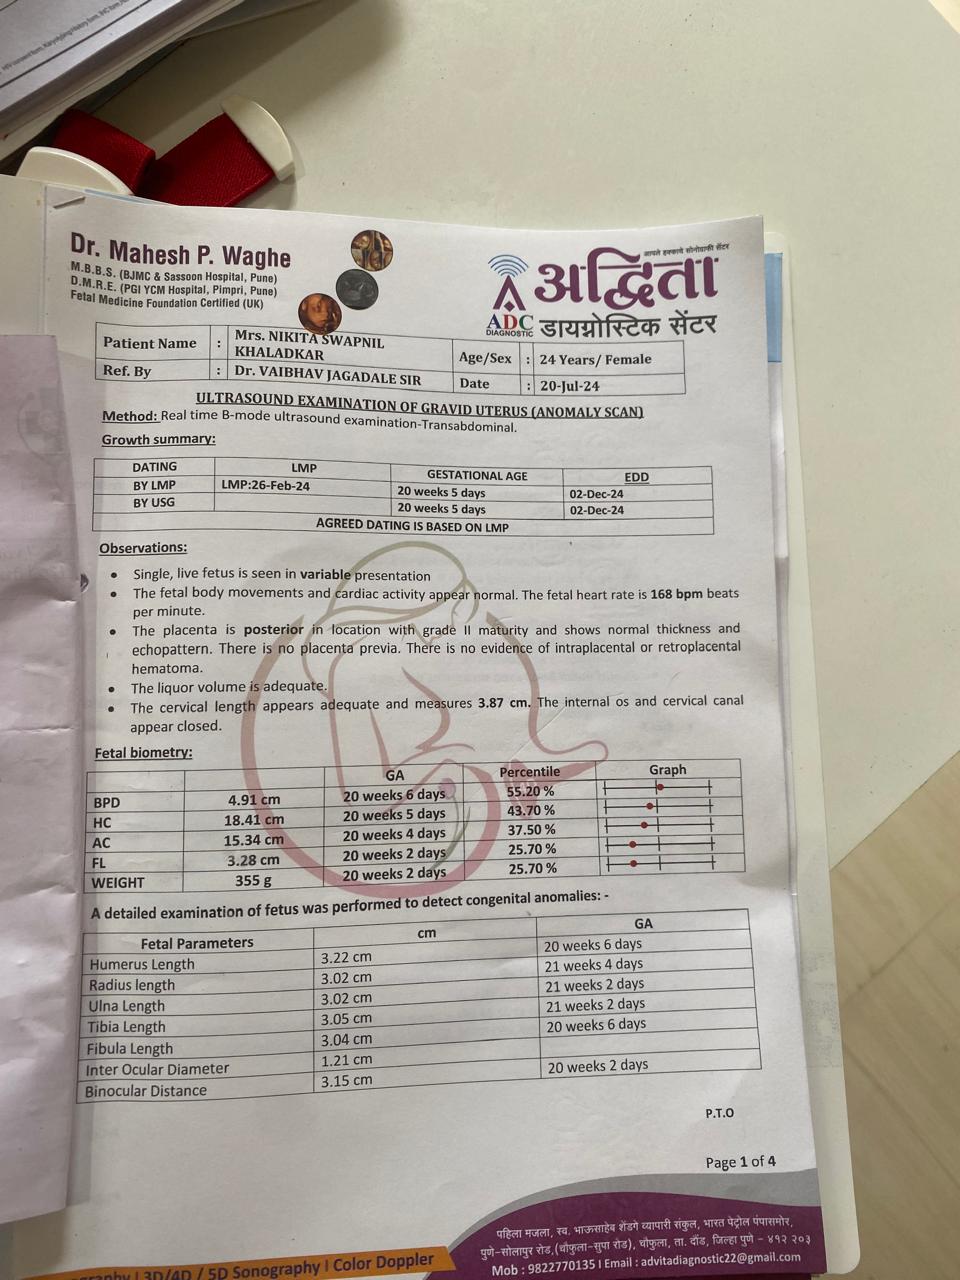 Dr. Mahesh P. Waghe
M.B.B.S. (BJMC & Sassoon Hospital, Pune)
D.M.R.E. (PGI YCM Hospital, Pimpri, Pune)
Fetal Medicine Foundation Certified (UK)
आपले हक्काचे सोनोग्राफी सेंटर
अद्विता
ADC
DIAGNOSTIC
डायग्नोस्टिक सेंटर
Patient Name : Mrs. NIKITA SWAPNIL KHALADKAR Age/Sex : 24 Years/ Female
Ref. By : Dr. VAIBHAV JAGADALE SIR Date : 20-Jul-24
ULTRASOUND EXAMINATION OF GRAVID UTERUS (ANOMALY SCAN)
Method: Real time B-mode ultrasound examination-Transabdominal.
Growth summary:
DATING LMP GESTATIONAL AGE EDD
BY LMP LMP:26-Feb-24 20 weeks 5 days 02-Dec-24
BY USG 20 weeks 5 days 02-Dec-24
AGREED DATING IS BASED ON LMP
Observations:
• Single, live fetus is seen in variable presentation
• The fetal body movements and cardiac activity appear normal. The fetal heart rate is 168 bpm beats
per minute.
• The placenta is posterior in location with grade II maturity and shows normal thickness and
echopattern. There is no placenta previa. There is no evidence of intraplacental or retroplacental
hematoma.
• The liquor volume is adequate.
• The cervical length appears adequate and measures 3.87 cm. The internal os and cervical canal
appear closed.
Fetal biometry:
GA Percentile Graph
BPD 4.91 cm 20 weeks 6 days 55.20 %
HC 18.41 cm 20 weeks 5 days 43.70 %
AC 15.34 cm 20 weeks 4 days 37.50 %
FL 3.28 cm 20 weeks 2 days 25.70 %
WEIGHT 355 g 20 weeks 2 days 25.70 %
A detailed examination of fetus was performed to detect congenital anomalies: -
Fetal Parameters cm GA
Humerus Length 3.22 cm 20 weeks 6 days
Radius length 3.02 cm 21 weeks 4 days
Ulna Length 3.02 cm 21 weeks 2 days
Tibia Length 3.05 cm 21 weeks 2 days
Fibula Length 3.04 cm 20 weeks 6 days
Inter Ocular Diameter 1.21 cm
Binocular Distance 3.15 cm 20 weeks 2 days
P.T.O
Page 1 of 4
पहिला मजला, स्व. भाऊसाहेब शेंडगे व्यापारी संकुल, भारत पेट्रोल पंपासमोर,
पुणे-सोलापुर रोड,(चौफुला-सुपा रोड), चौफुला, ता. दौंड, जिल्हा पुणे - ४१२ २०३
Mob : 9822770135 I Email : advitadiagnostic22@gmail.com
I 3D/4D / 5D Sonography I Color Doppler